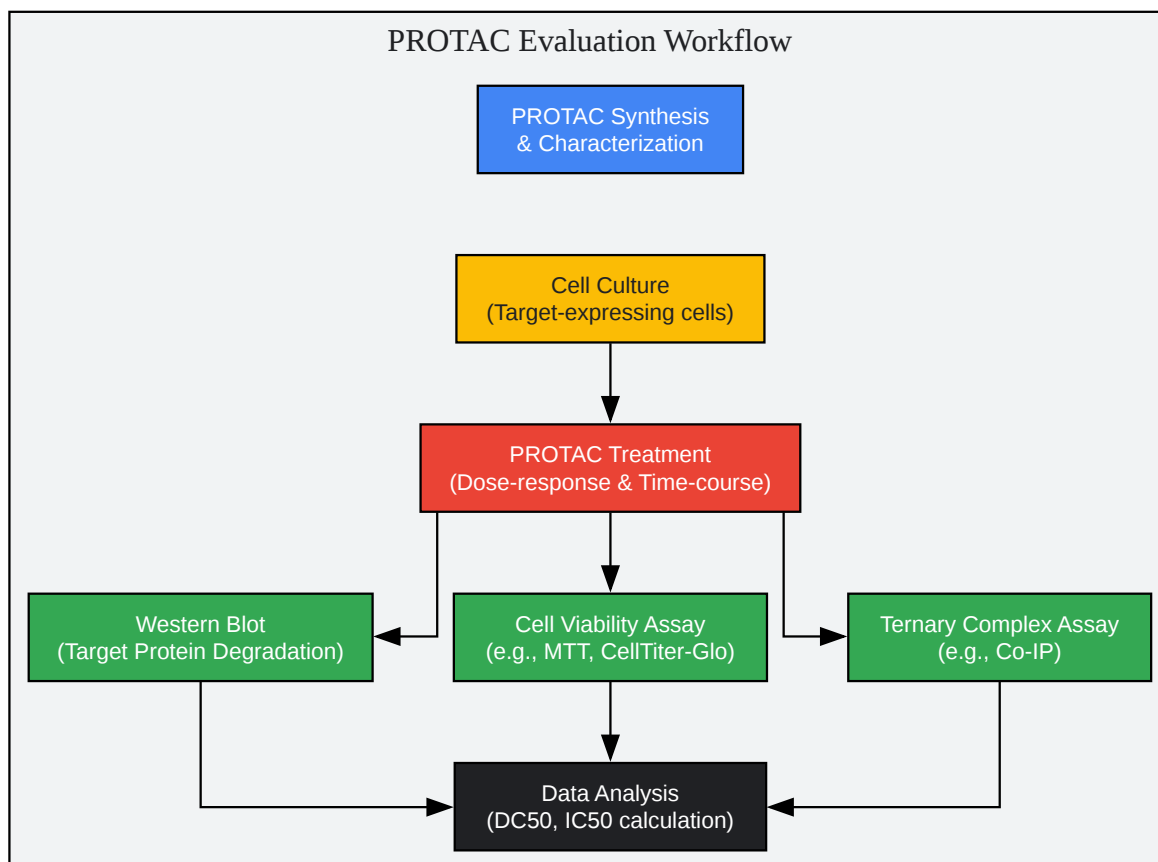 PROTAC Evaluation Workflow
PROTAC Synthesis
& Characterization
Cell Culture
(Target-expressing cells)
PROTAC Treatment
(Dose-response & Time-course)
Western Blot
(Target Protein Degradation)
Cell Viability Assay
(e.g., MTT, CellTiter-Glo)
Ternary Complex Assay
(e.g., Co-IP)
Data Analysis
(DC50, IC50 calculation)